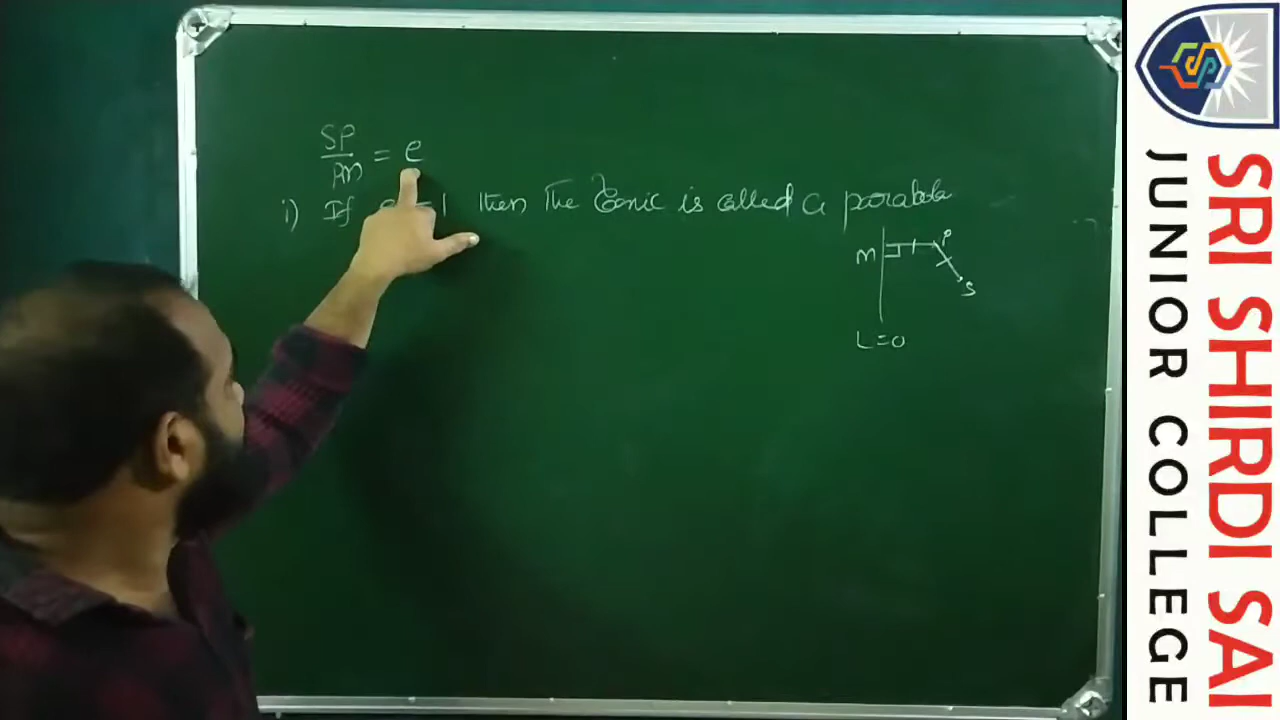 SP
PM = e
i) If e = 1 then the Conic is called a parabola
M P
S
L = 0
SRI SHIRDI SAI
JUNIOR COLLEGE